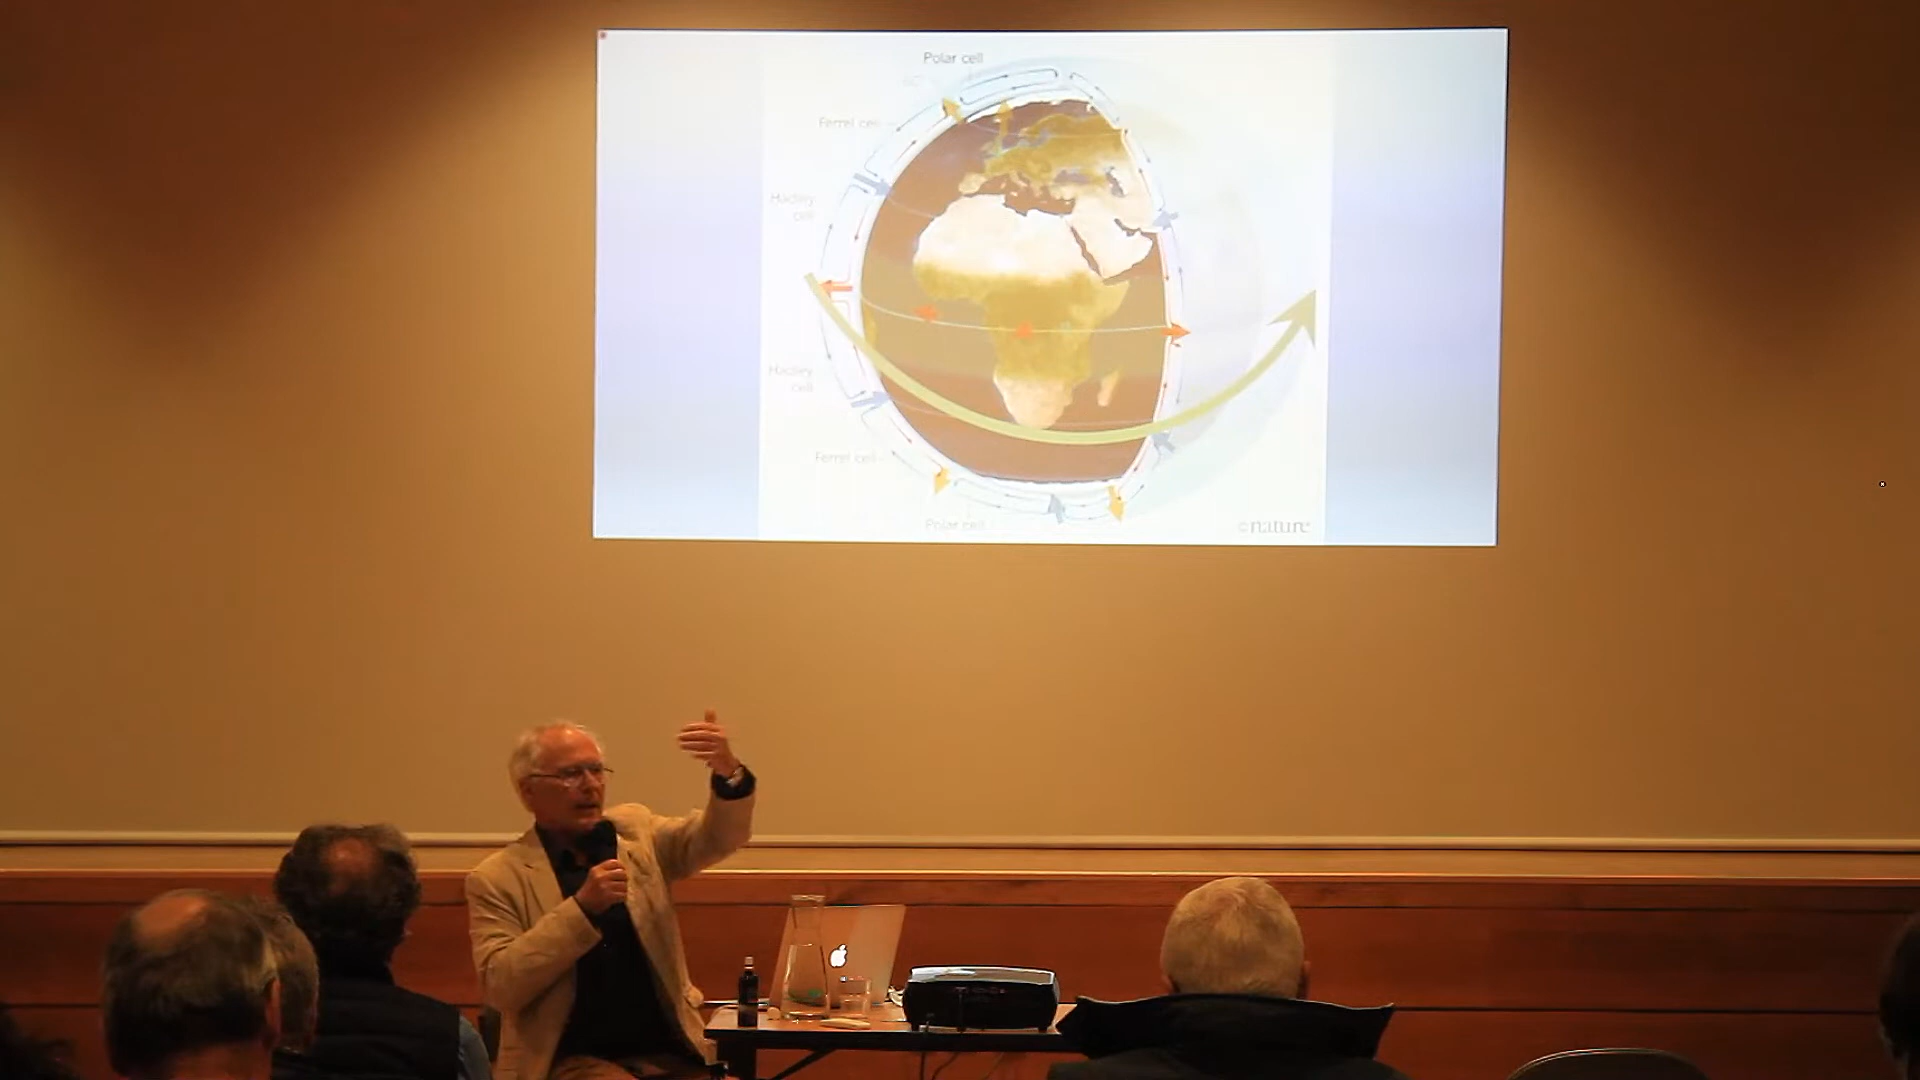 Polar cell
Ferrel cell
Hadley
cell
Hadley
cell
Ferrel cell
Polar cell
©nature